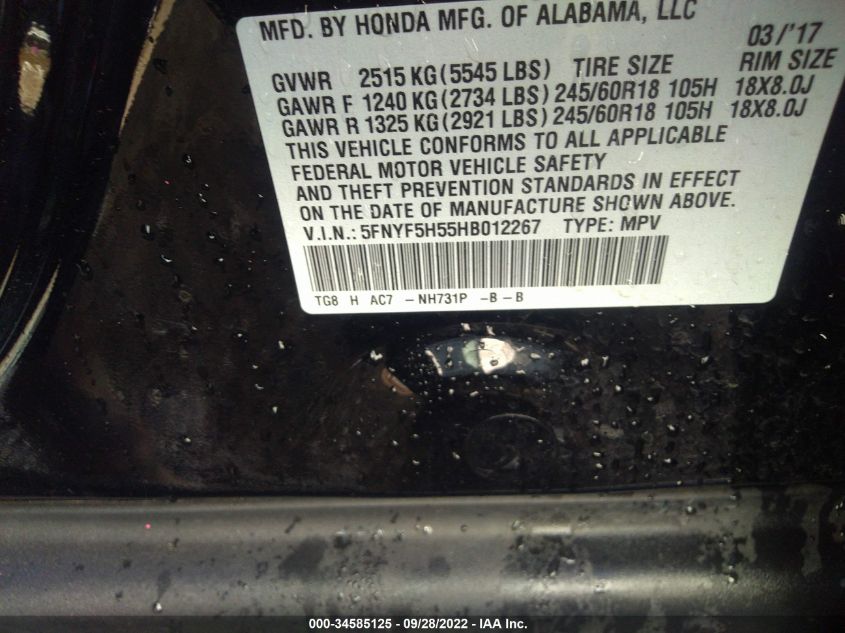 MFD. BY HONDA MFG. OF ALABAMA, LLC
03/'17
GVWR 2515 KG (5545 LBS) TIRE SIZE RIM SIZE
GAWR F 1240 KG (2734 LBS) 245/60R18 105H 18X8.0J
GAWR R 1325 KG (2921 LBS) 245/60R18 105H 18X8.0J
THIS VEHICLE CONFORMS TO ALL APPLICABLE
FEDERAL MOTOR VEHICLE SAFETY
AND THEFT PREVENTION STANDARDS IN EFFECT
ON THE DATE OF MANUFACTURE SHOWN ABOVE.
V.I.N.: 5FNYF5H55HB012267 TYPE: MPV
TG8 H AC7 -NH731P -B-B
000-34585125 - 09/28/2022 - IAA Inc.